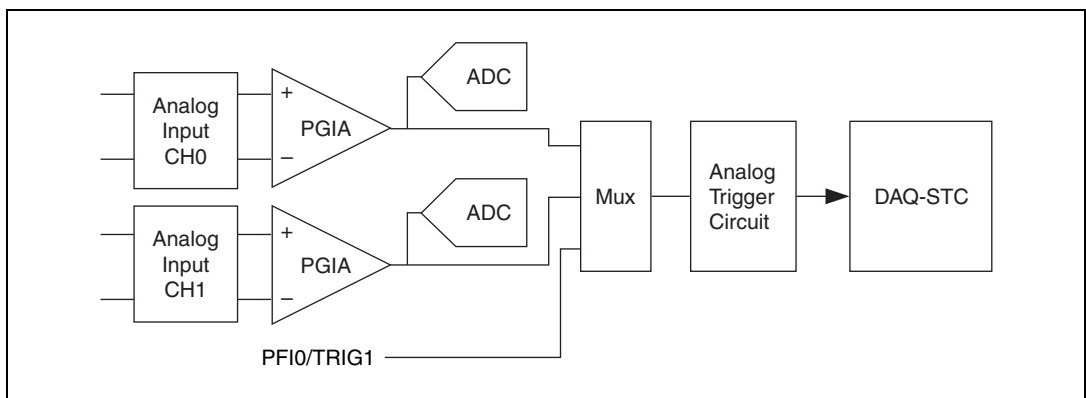 Analog
Input
CH0
+
−
PGIA
ADC
Analog
Input
CH1
+
−
PGIA
ADC
PFI0/TRIG1
Mux
Analog
Trigger
Circuit
DAQ-STC